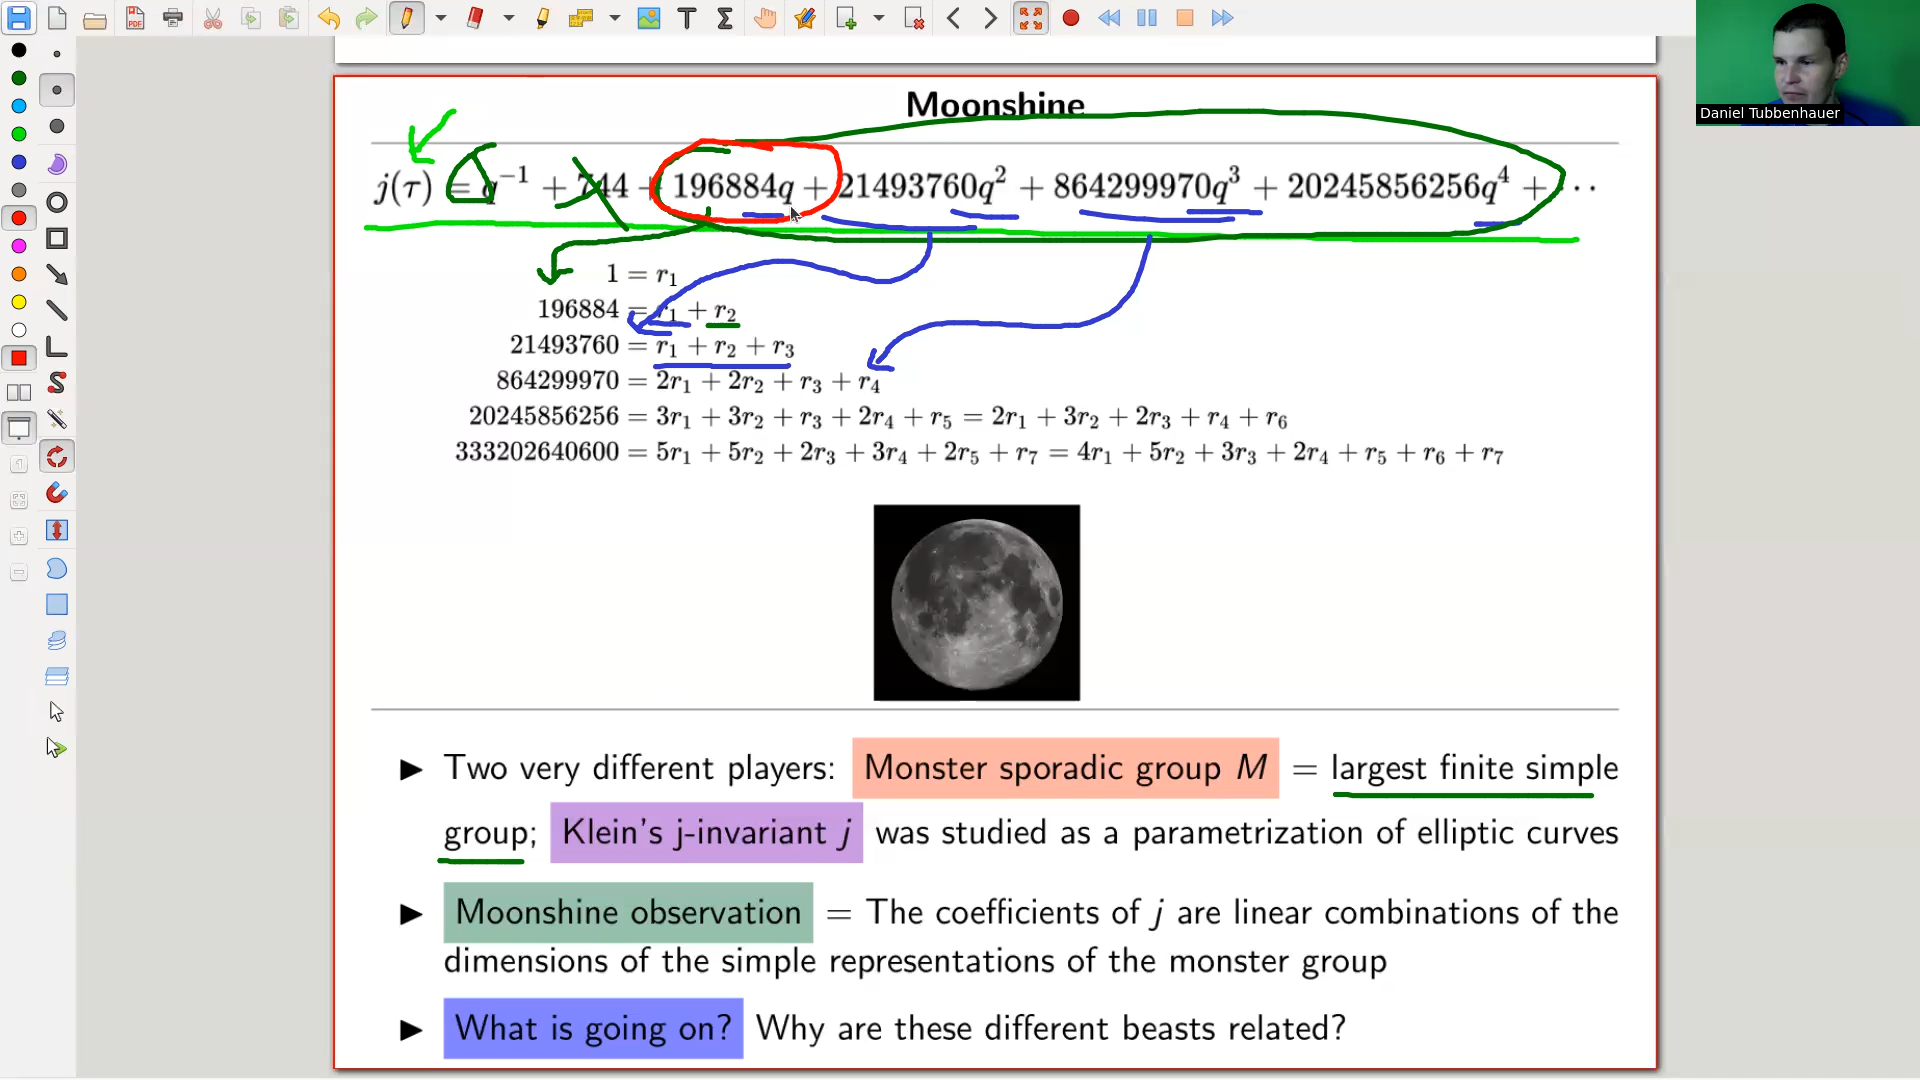 Daniel Tubbenhauer
Moonshine
j(τ) = q⁻¹ + 744 + 196884q + 21493760q² + 864299970q³ + 20245856256q⁴ + ···
1 = r₁
196884 = r₁ + r₂
21493760 = r₁ + r₂ + r₃
864299970 = 2r₁ + 2r₂ + r₃ + r₄
20245856256 = 3r₁ + 3r₂ + r₃ + 2r₄ + r₅ = 2r₁ + 3r₂ + 2r₃ + r₄ + r₆
333202640600 = 5r₁ + 5r₂ + 2r₃ + 3r₄ + 2r₅ + r₇ = 4r₁ + 5r₂ + 3r₃ + 2r₄ + r₅ + r₆ + r₇
▶ Two very different players: Monster sporadic group M = largest finite simple
group; Klein's j-invariant j was studied as a parametrization of elliptic curves
▶ Moonshine observation = The coefficients of j are linear combinations of the
dimensions of the simple representations of the monster group
▶ What is going on? Why are these different beasts related?